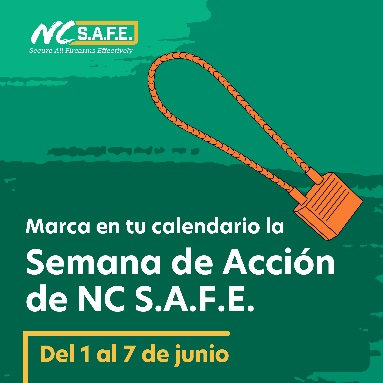 NC S.A.F.E.
Secure All Firearms Effectively
Marca en tu calendario la
Semana de Acción
de NC S.A.F.E.
Del 1 al 7 de junio